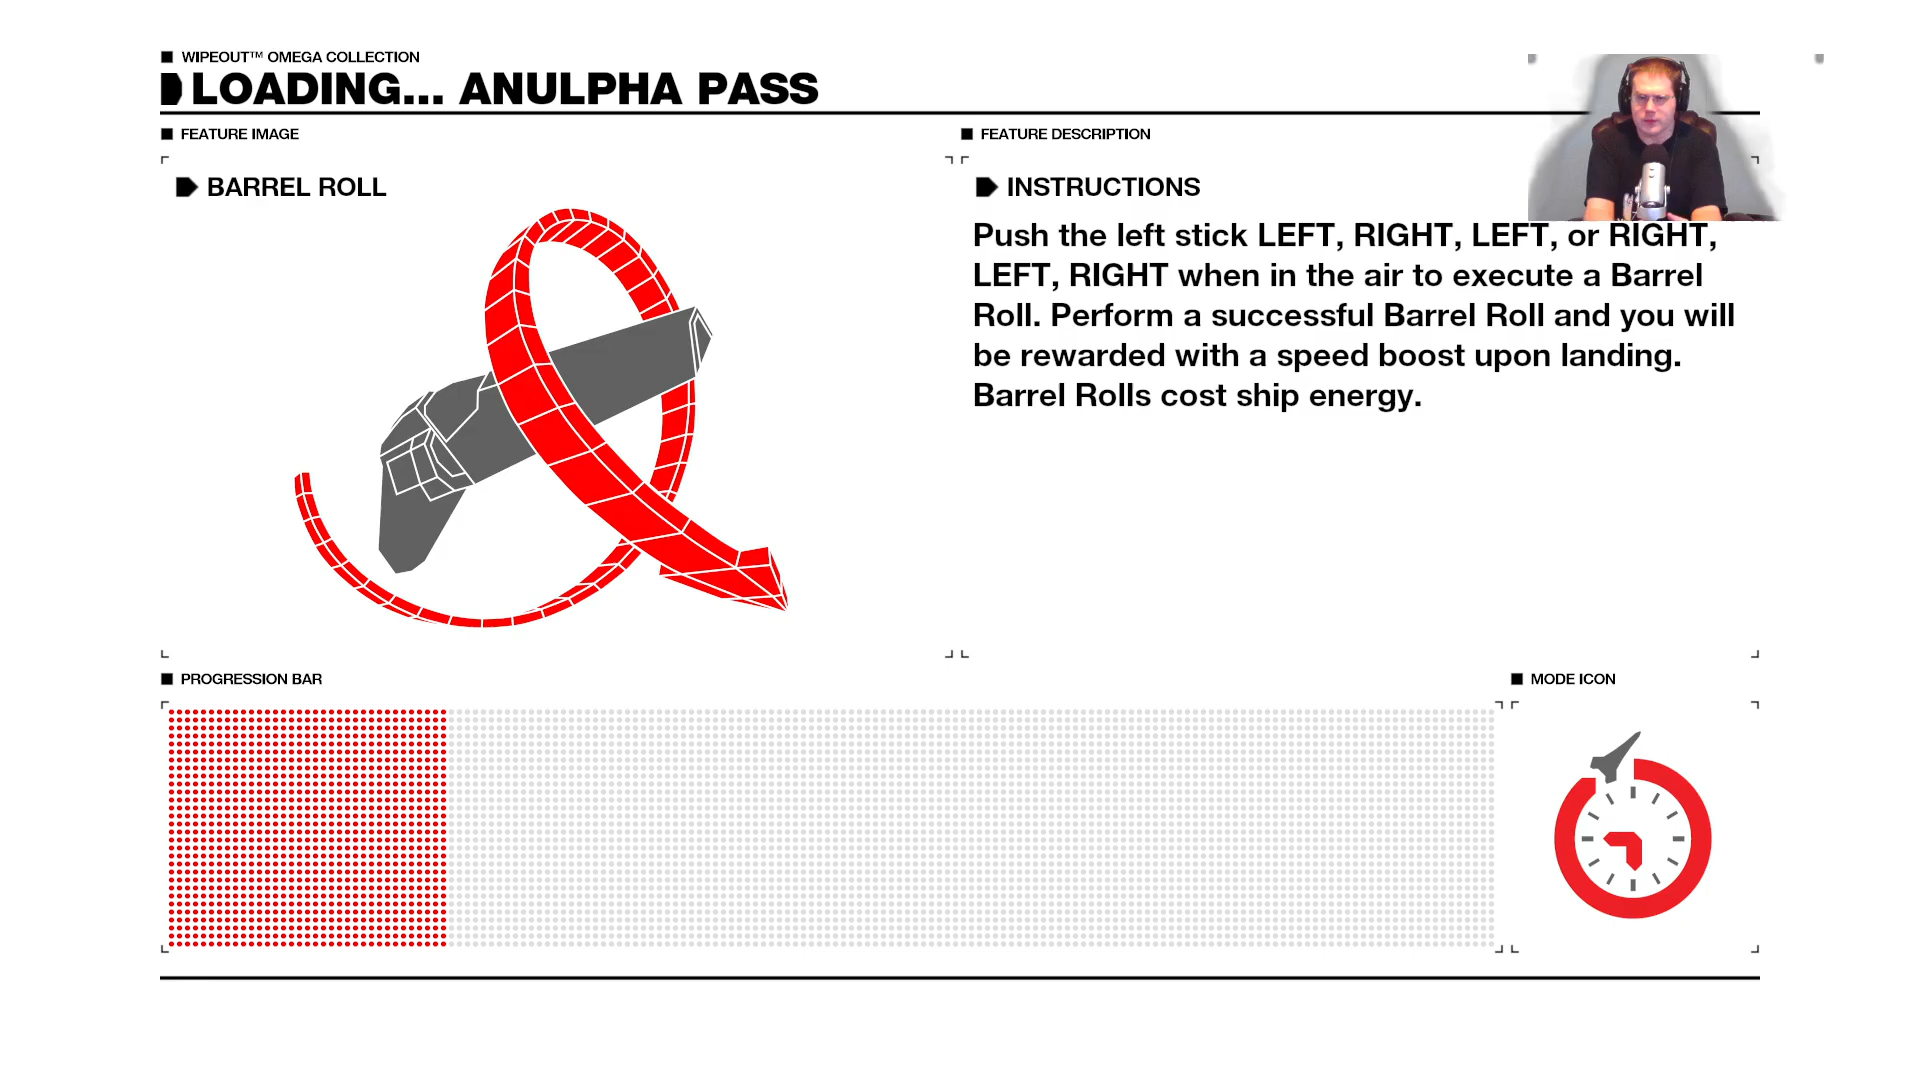 WIPEOUT™ OMEGA COLLECTION
LOADING... ANULPHA PASS
FEATURE IMAGE
FEATURE DESCRIPTION
BARREL ROLL
INSTRUCTIONS
Push the left stick LEFT, RIGHT, LEFT, or RIGHT,
LEFT, RIGHT when in the air to execute a Barrel
Roll. Perform a successful Barrel Roll and you will
be rewarded with a speed boost upon landing.
Barrel Rolls cost ship energy.
PROGRESSION BAR
MODE ICON